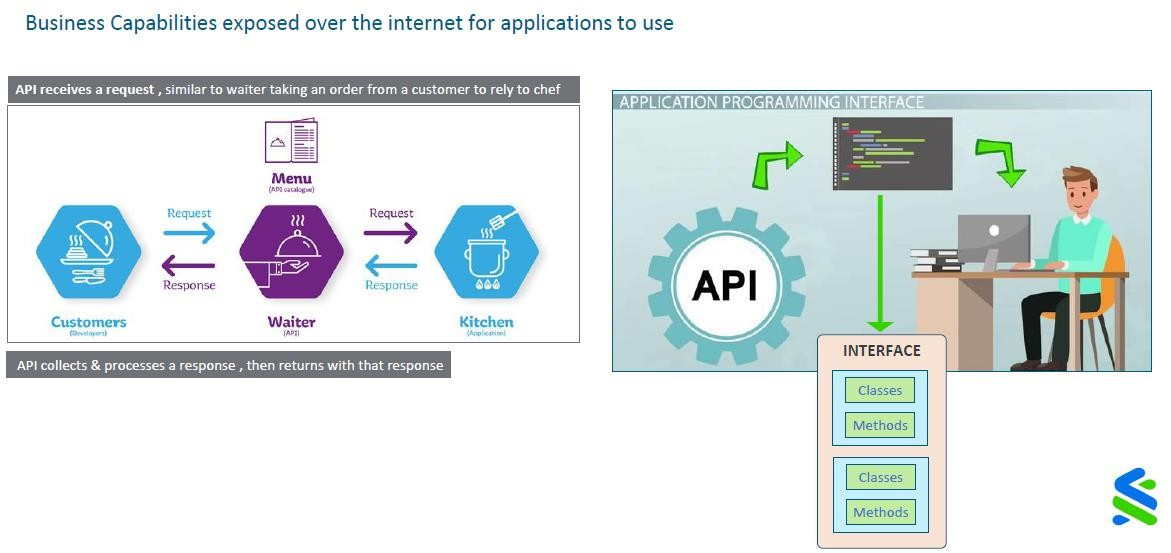 Business Capabilities exposed over the internet for applications to use
API receives a request , similar to waiter taking an order from a customer to rely to chef
Menu
(API catalogue)
Request
Request
Response
Response
Customers
(Developers)
Waiter
(API)
Kitchen
(Application)
API collects & processes a response , then returns with that response
APPLICATION PROGRAMMING INTERFACE
API
INTERFACE
Classes
Methods
Classes
Methods